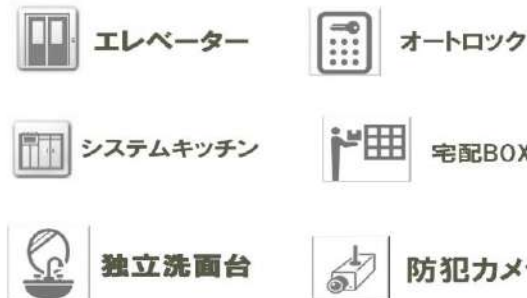 エレベーター
オートロック
システムキッチン
宅配BOX
独立洗面台
防犯カメ